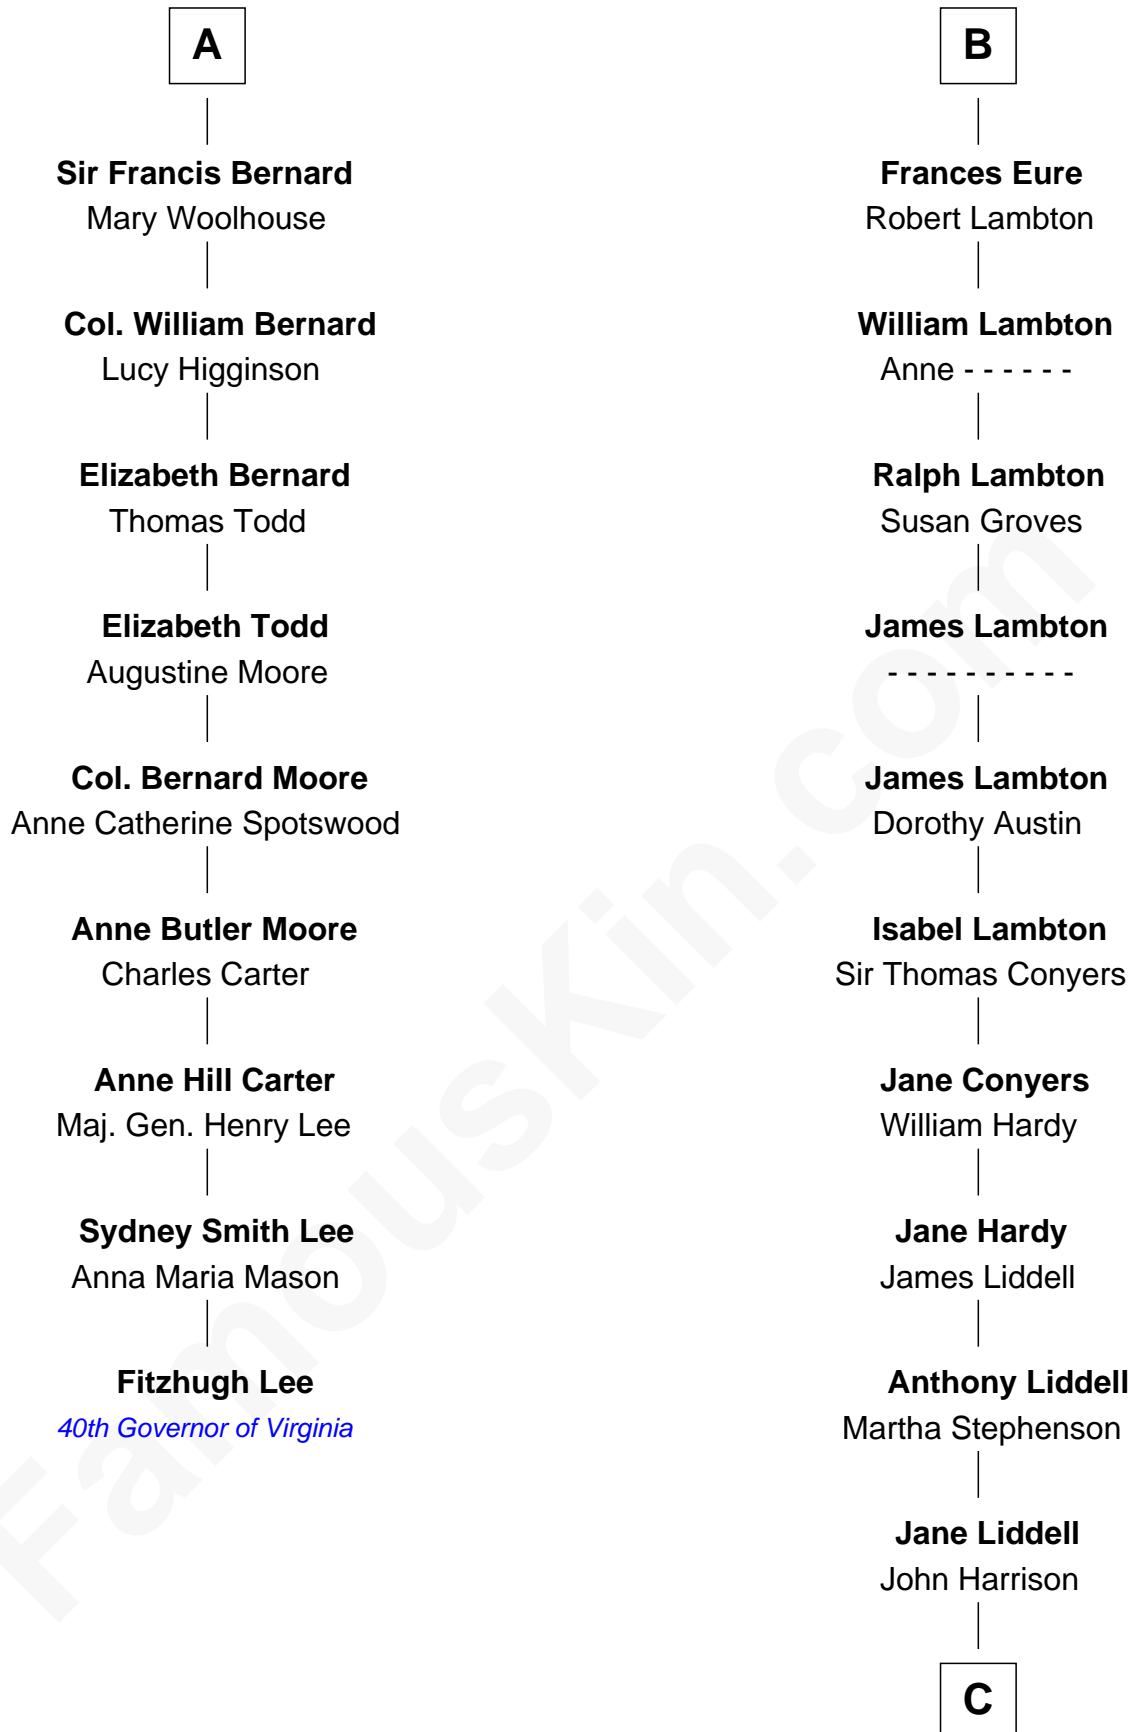 A
Sir Francis Bernard
Mary Woolhouse
Col. William Bernard
Lucy Higginson
Elizabeth Bernard
Thomas Todd
Elizabeth Todd
Augustine Moore
Col. Bernard Moore
Anne Catherine Spotswood
Anne Butler Moore
Charles Carter
Anne Hill Carter
Maj. Gen. Henry Lee
Sydney Smith Lee
Anna Maria Mason
Fitzhugh Lee
40th Governor of Virginia
B
Frances Eure
Robert Lambton
William Lambton
Anne - - - - - -
Ralph Lambton
Susan Groves
James Lambton
- - - - - - - - - -
James Lambton
Dorothy Austin
Isabel Lambton
Sir Thomas Conyers
Jane Conyers
William Hardy
Jane Hardy
James Liddell
Anthony Liddell
Martha Stephenson
Jane Liddell
John Harrison
C
FamousKin.com